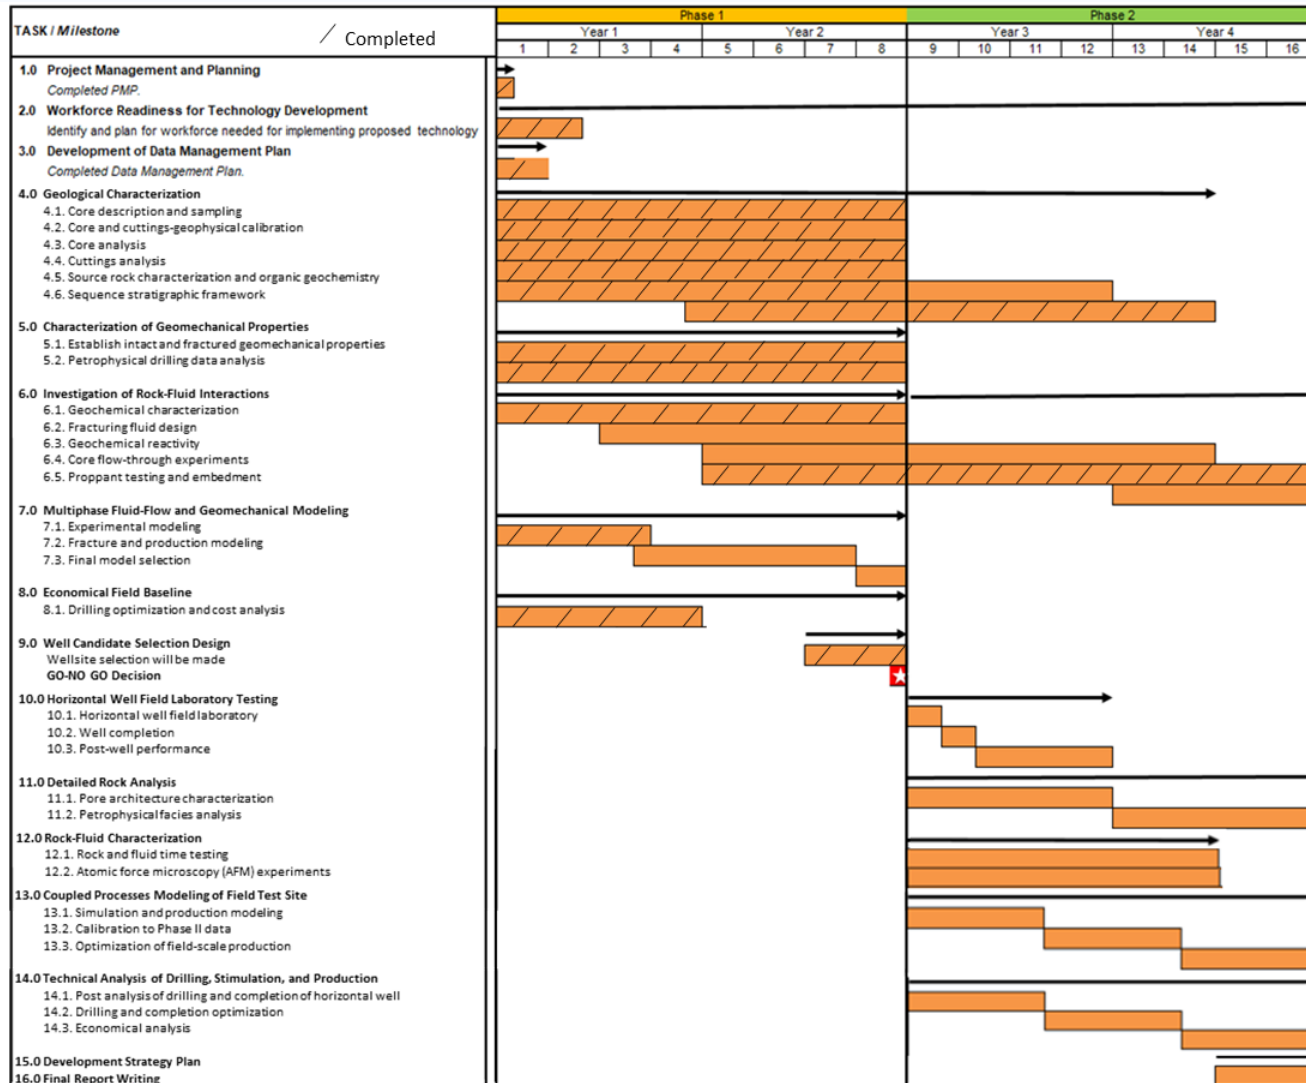 Phase 1 Phase 2
TASK / Milestone Completed Year 1 Year 2 Year 3 Year 4
1 2 3 4 5 6 7 8 9 10 11 12 13 14 15 16
1.0 Project Management and Planning
Completed PMP.
2.0 Workforce Readiness for Technology Development
Identify and plan for workforce needed for implementing proposed technology
3.0 Development of Data Management Plan
Completed Data Management Plan.
4.0 Geological Characterization
4.1. Core description and sampling
4.2. Core and cuttings-geophysical calibration
4.3. Core analysis
4.4. Cuttings analysis
4.5. Source rock characterization and organic geochemistry
4.6. Sequence stratigraphic framework
5.0 Characterization of Geomechanical Properties
5.1. Establish intact and fractured geomechanical properties
5.2. Petrophysical drilling data analysis
6.0 Investigation of Rock-Fluid Interactions
6.1. Geochemical characterization
6.2. Fracturing fluid design
6.3. Geochemical reactivity
6.4. Core flow-through experiments
6.5. Proppant testing and embedment
7.0 Multiphase Fluid-Flow and Geomechanical Modeling
7.1. Experimental modeling
7.2. Fracture and production modeling
7.3. Final model selection
8.0 Economical Field Baseline
8.1. Drilling optimization and cost analysis
9.0 Well Candidate Selection Design
Wellsite selection will be made
GO-NO GO Decision
10.0 Horizontal Well Field Laboratory Testing
10.1. Horizontal well field laboratory
10.2. Well completion
10.3. Post-well performance
11.0 Detailed Rock Analysis
11.1. Pore architecture characterization
11.2. Petrophysical facies analysis
12.0 Rock-Fluid Characterization
12.1. Rock and fluid time testing
12.2. Atomic force microscopy (AFM) experiments
13.0 Coupled Processes Modeling of Field Test Site
13.1. Simulation and production modeling
13.2. Calibration to Phase II data
13.3. Optimization of field-scale production
14.0 Technical Analysis of Drilling, Stimulation, and Production
14.1. Post analysis of drilling and completion of horizontal well
14.2. Drilling and completion optimization
14.3. Economical analysis
15.0 Development Strategy Plan
16.0 Final Report Writing